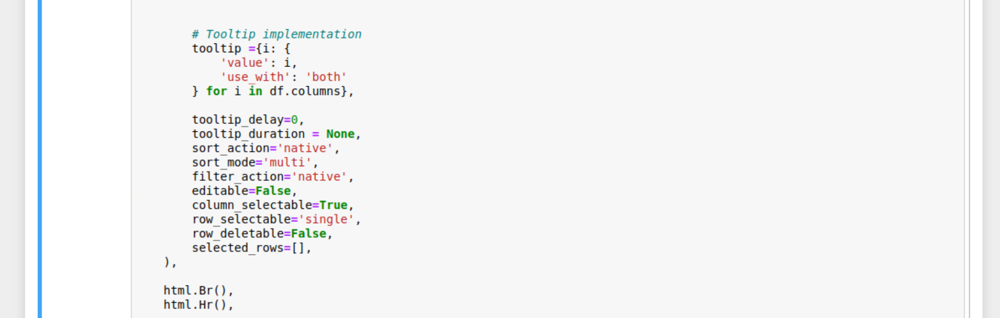 # Tooltip implementation
tooltip ={i: {
'value': i,
'use_with': 'both'
} for i in df.columns},
tooltip_delay=0,
tooltip_duration = None,
sort_action='native',
sort_mode='multi',
filter_action='native',
editable=False,
column_selectable=True,
row_selectable='single',
row_deletable=False,
selected_rows=[],
),
html.Br(),
html.Hr(),